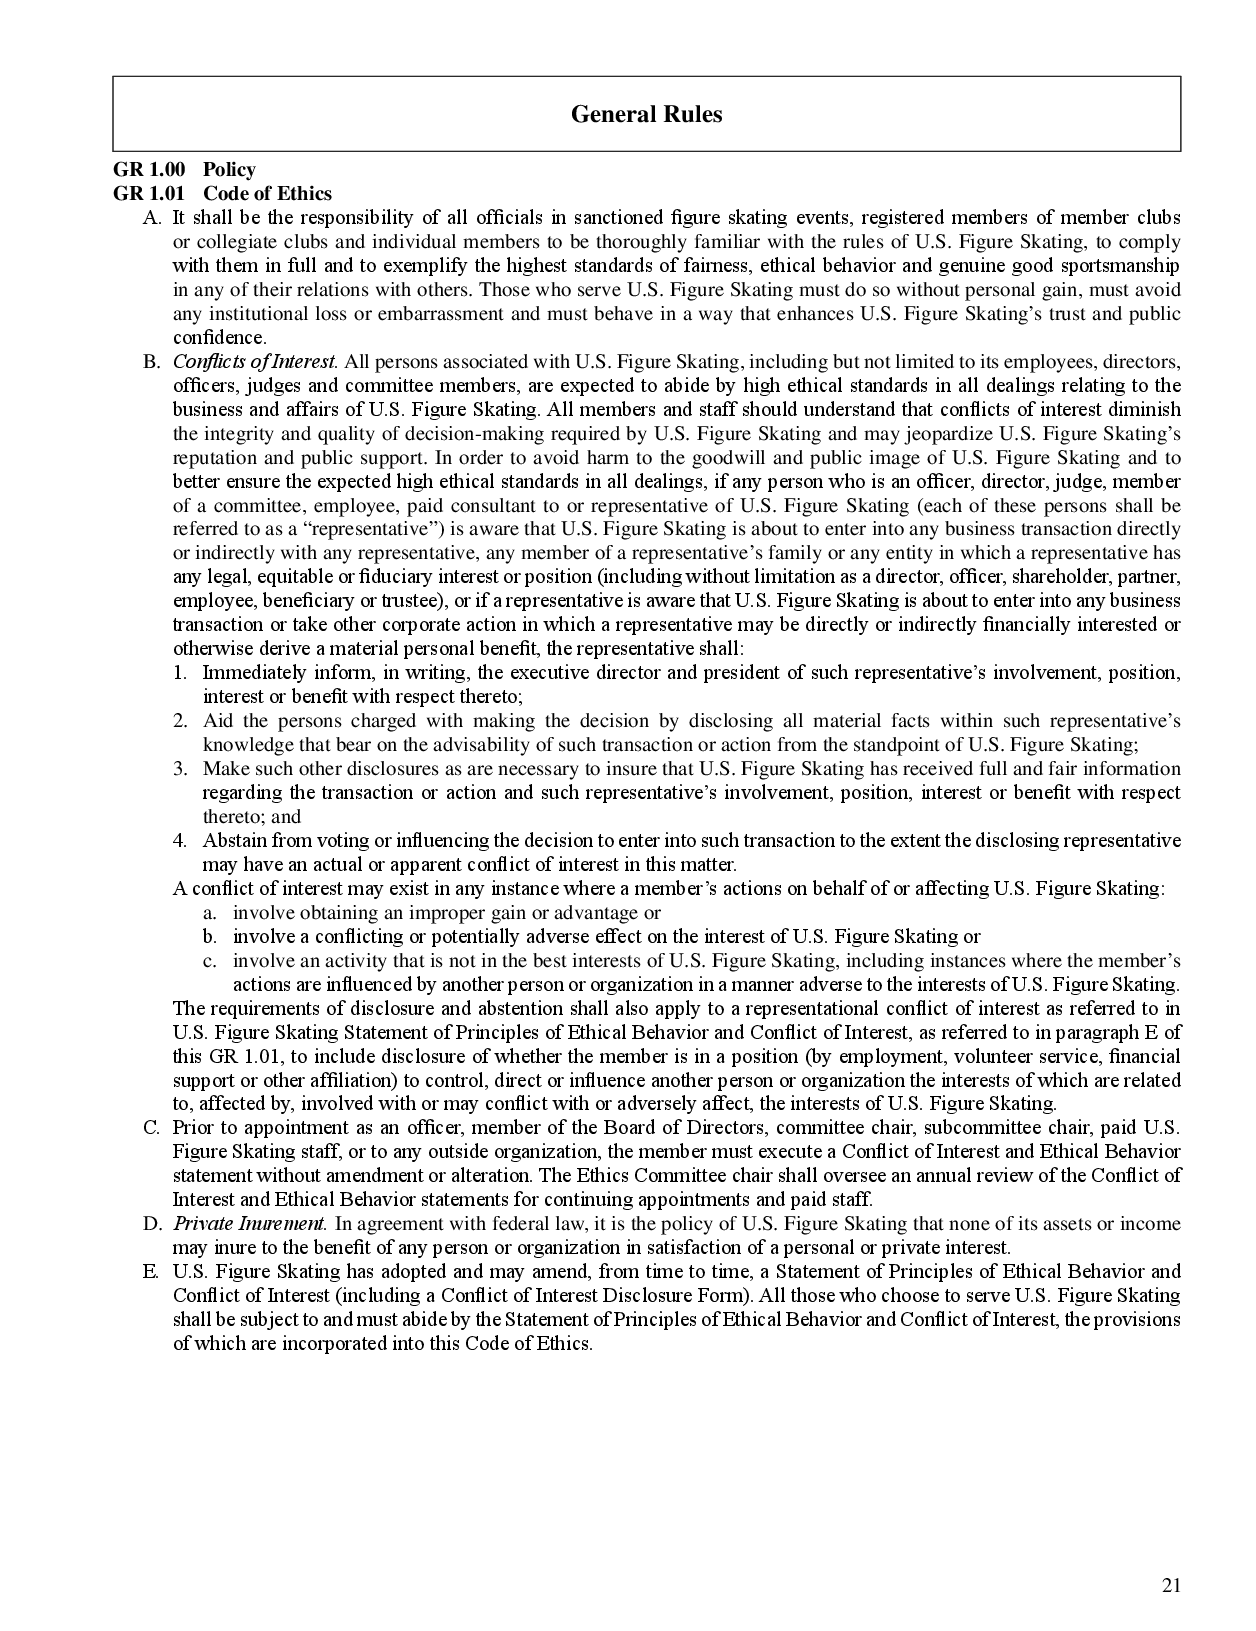 General Rules
GR 1.00 Policy
GR 1.01 Code of Ethics
A. It shall be the responsibility of all officials in sanctioned figure skating events, registered members of member clubs
or collegiate clubs and individual members to be thoroughly familiar with the rules of U.S. Figure Skating, to comply
with them in full and to exemplify the highest standards of fairness, ethical behavior and genuine good sportsmanship
in any of their relations with others. Those who serve U.S. Figure Skating must do so without personal gain, must avoid
any institutional loss or embarrassment and must behave in a way that enhances U.S. Figure Skating’s trust and public
confidence.
B. Conflicts of Interest. All persons associated with U.S. Figure Skating, including but not limited to its employees, directors,
officers, judges and committee members, are expected to abide by high ethical standards in all dealings relating to the
business and affairs of U.S. Figure Skating. All members and staff should understand that conflicts of interest diminish
the integrity and quality of decision-making required by U.S. Figure Skating and may jeopardize U.S. Figure Skating’s
reputation and public support. In order to avoid harm to the goodwill and public image of U.S. Figure Skating and to
better ensure the expected high ethical standards in all dealings, if any person who is an officer, director, judge, member
of a committee, employee, paid consultant to or representative of U.S. Figure Skating (each of these persons shall be
referred to as a “representative”) is aware that U.S. Figure Skating is about to enter into any business transaction directly
or indirectly with any representative, any member of a representative’s family or any entity in which a representative has
any legal, equitable or fiduciary interest or position (including without limitation as a director, officer, shareholder, partner,
employee, beneficiary or trustee), or if a representative is aware that U.S. Figure Skating is about to enter into any business
transaction or take other corporate action in which a representative may be directly or indirectly financially interested or
otherwise derive a material personal benefit, the representative shall:
1. Immediately inform, in writing, the executive director and president of such representative’s involvement, position,
interest or benefit with respect thereto;
2. Aid the persons charged with making the decision by disclosing all material facts within such representative’s
knowledge that bear on the advisability of such transaction or action from the standpoint of U.S. Figure Skating;
3. Make such other disclosures as are necessary to insure that U.S. Figure Skating has received full and fair information
regarding the transaction or action and such representative’s involvement, position, interest or benefit with respect
thereto; and
4. Abstain from voting or influencing the decision to enter into such transaction to the extent the disclosing representative
may have an actual or apparent conflict of interest in this matter.
A conflict of interest may exist in any instance where a member’s actions on behalf of or affecting U.S. Figure Skating:
a. involve obtaining an improper gain or advantage or
b. involve a conflicting or potentially adverse effect on the interest of U.S. Figure Skating or
c. involve an activity that is not in the best interests of U.S. Figure Skating, including instances where the member’s
actions are influenced by another person or organization in a manner adverse to the interests of U.S. Figure Skating.
The requirements of disclosure and abstention shall also apply to a representational conflict of interest as referred to in
U.S. Figure Skating Statement of Principles of Ethical Behavior and Conflict of Interest, as referred to in paragraph E of
this GR 1.01, to include disclosure of whether the member is in a position (by employment, volunteer service, financial
support or other affiliation) to control, direct or influence another person or organization the interests of which are related
to, affected by, involved with or may conflict with or adversely affect, the interests of U.S. Figure Skating.
C. Prior to appointment as an officer, member of the Board of Directors, committee chair, subcommittee chair, paid U.S.
Figure Skating staff, or to any outside organization, the member must execute a Conflict of Interest and Ethical Behavior
statement without amendment or alteration. The Ethics Committee chair shall oversee an annual review of the Conflict of
Interest and Ethical Behavior statements for continuing appointments and paid staff.
D. Private Inurement. In agreement with federal law, it is the policy of U.S. Figure Skating that none of its assets or income
may inure to the benefit of any person or organization in satisfaction of a personal or private interest.
E. U.S. Figure Skating has adopted and may amend, from time to time, a Statement of Principles of Ethical Behavior and
Conflict of Interest (including a Conflict of Interest Disclosure Form). All those who choose to serve U.S. Figure Skating
shall be subject to and must abide by the Statement of Principles of Ethical Behavior and Conflict of Interest, the provisions
of which are incorporated into this Code of Ethics.
21